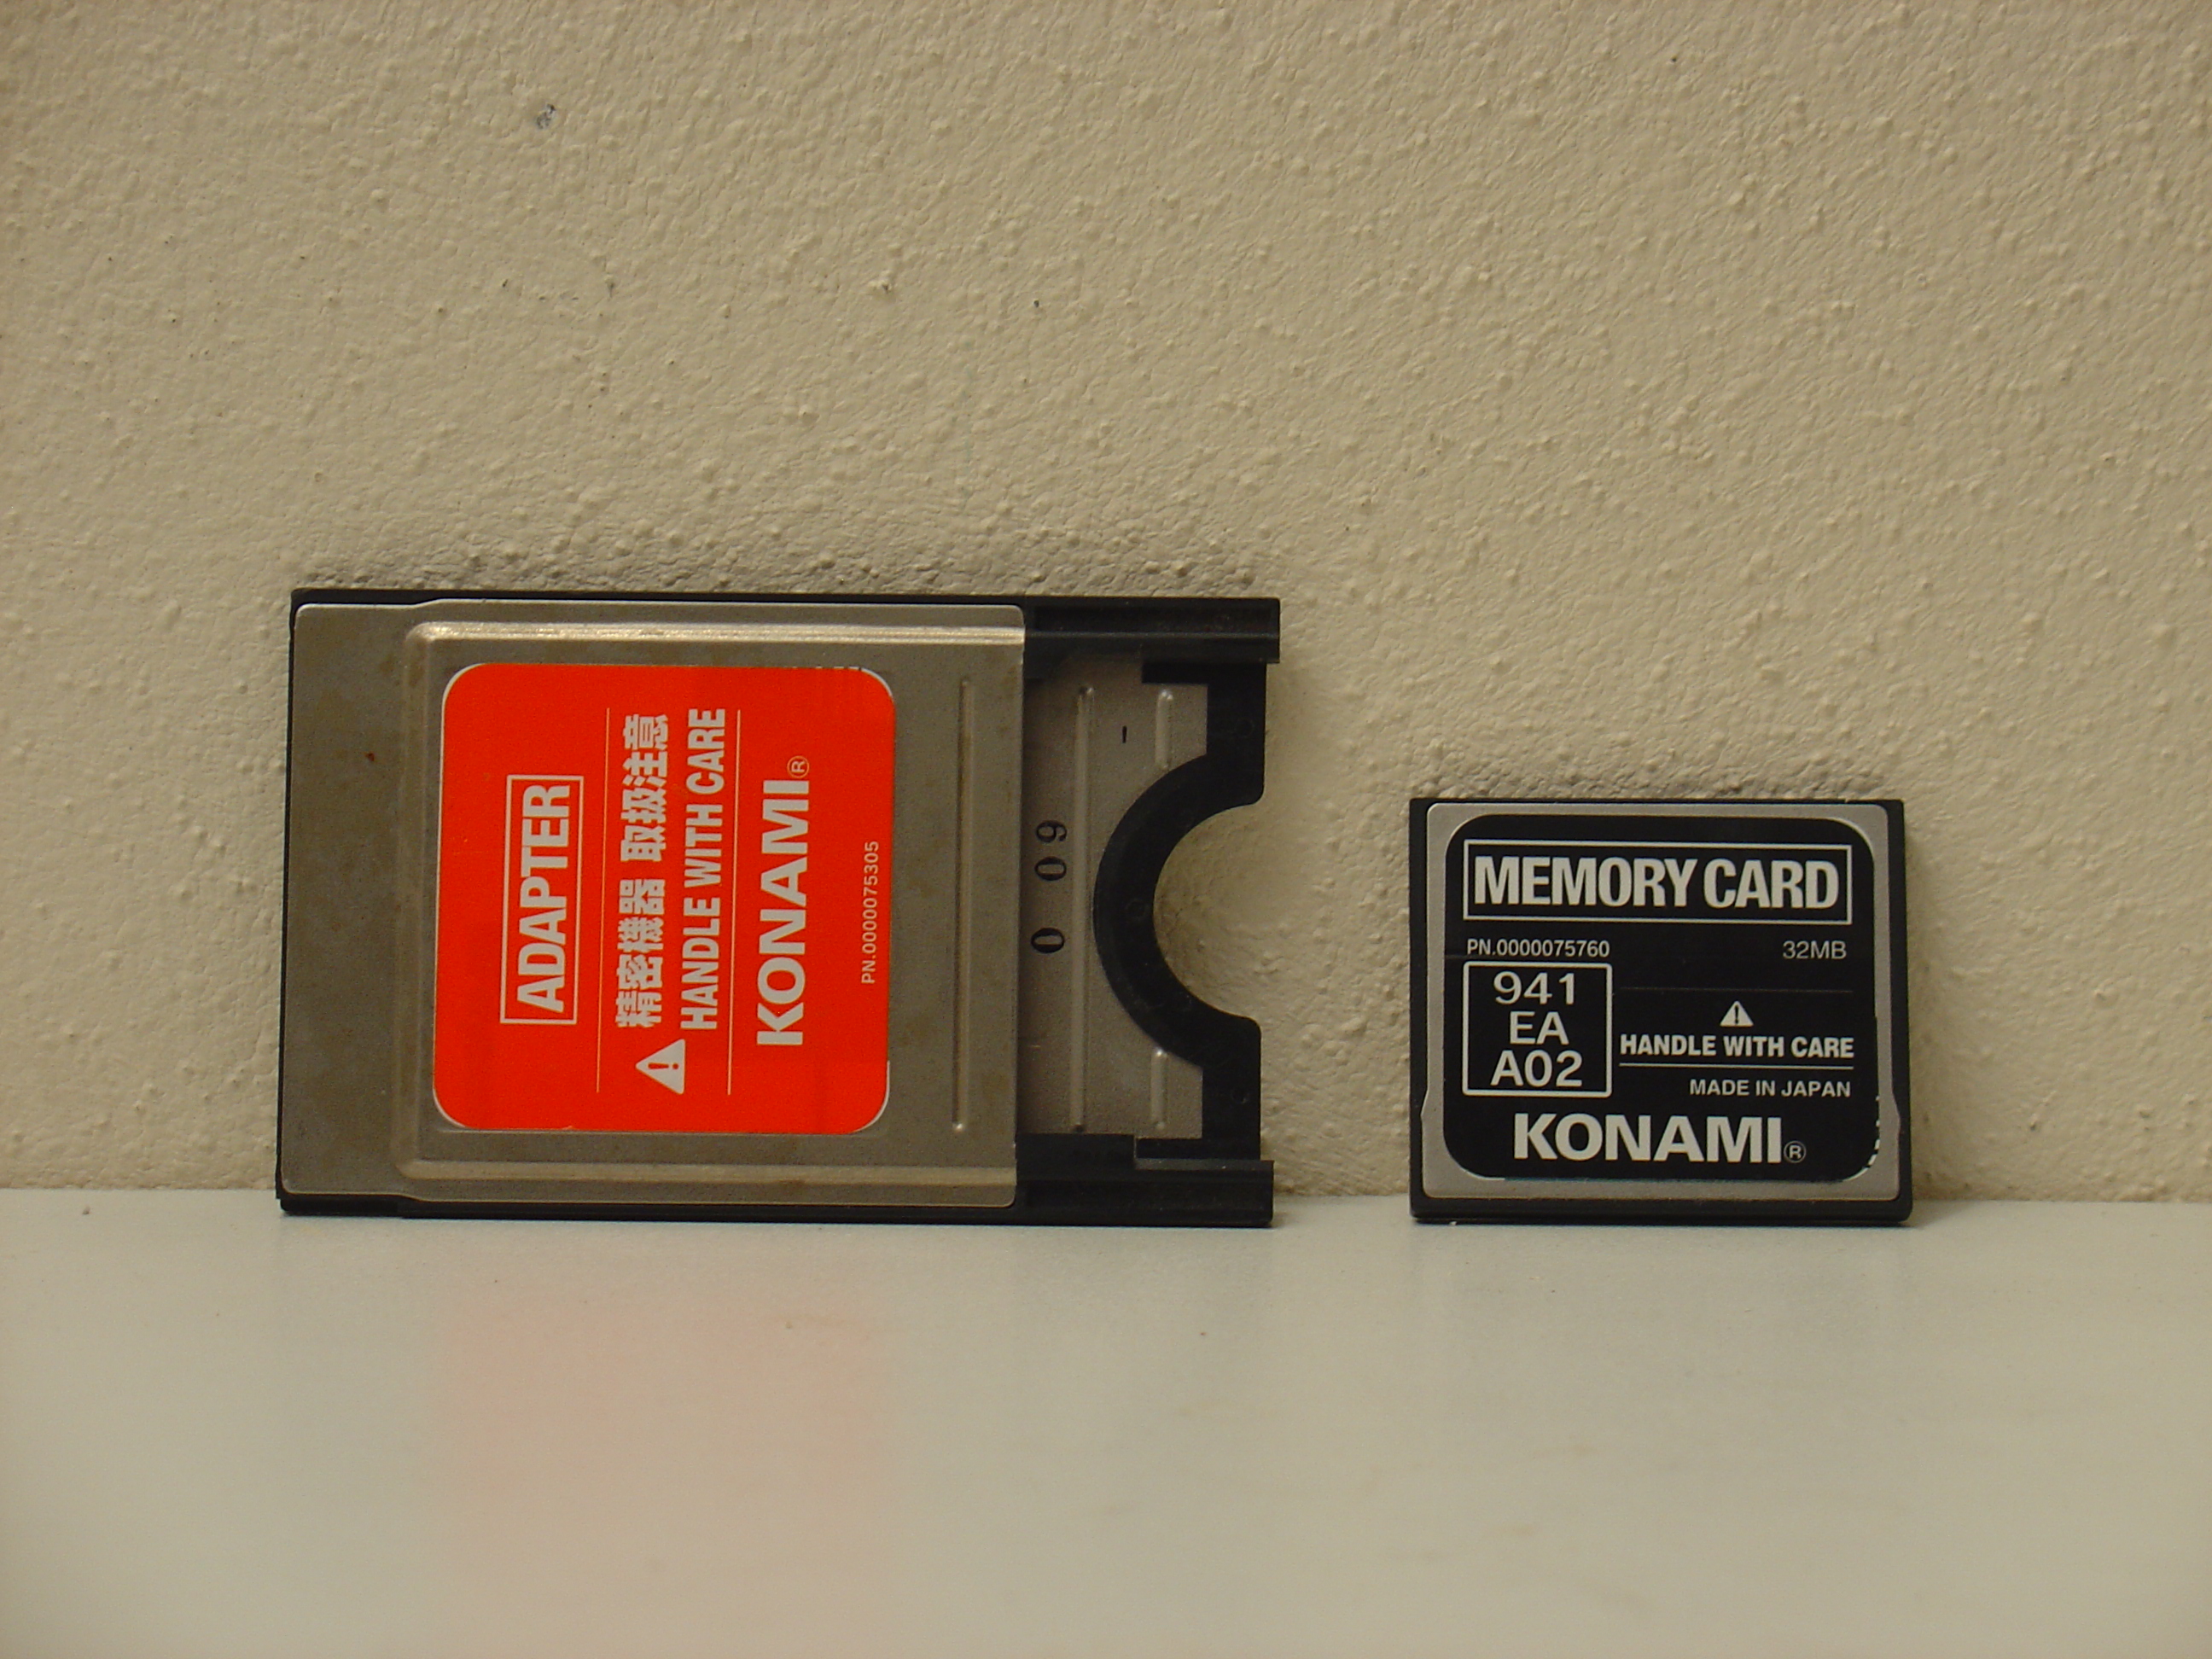 ADAPTER
精密機器 取扱注意
HANDLE WITH CARE
KONAMI®
PN.0000075305
0 09
MEMORY CARD
PN.0000075760 32MB
941
EA
A02
HANDLE WITH CARE
MADE IN JAPAN
KONAMI®